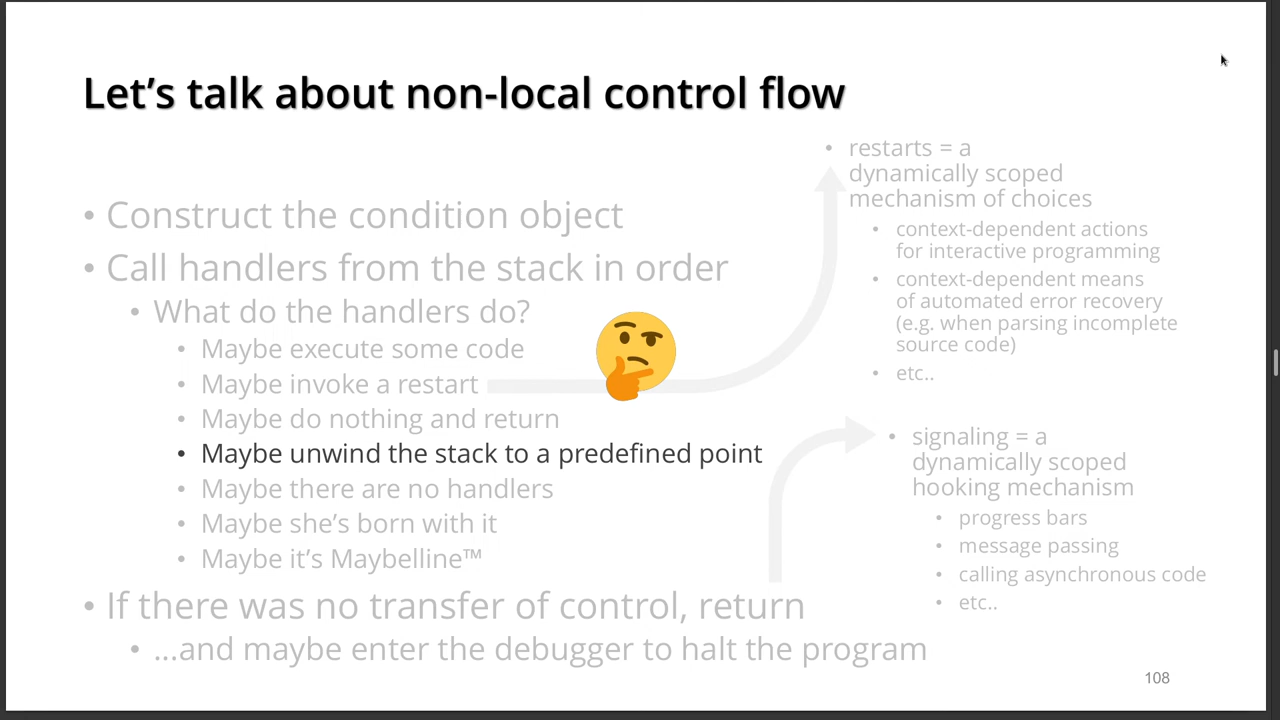 Let’s talk about non-local control flow
• Construct the condition object
• Call handlers from the stack in order
• What do the handlers do?
• Maybe execute some code
• Maybe invoke a restart
• Maybe do nothing and return
• Maybe unwind the stack to a predefined point
• Maybe there are no handlers
• Maybe she’s born with it
• Maybe it’s Maybelline™
• If there was no transfer of control, return
• ...and maybe enter the debugger to halt the program
• restarts = a
dynamically scoped
mechanism of choices
• context-dependent actions
for interactive programming
• context-dependent means
of automated error recovery
(e.g. when parsing incomplete
source code)
• etc..
• signaling = a
dynamically scoped
hooking mechanism
• progress bars
• message passing
• calling asynchronous code
• etc..
108